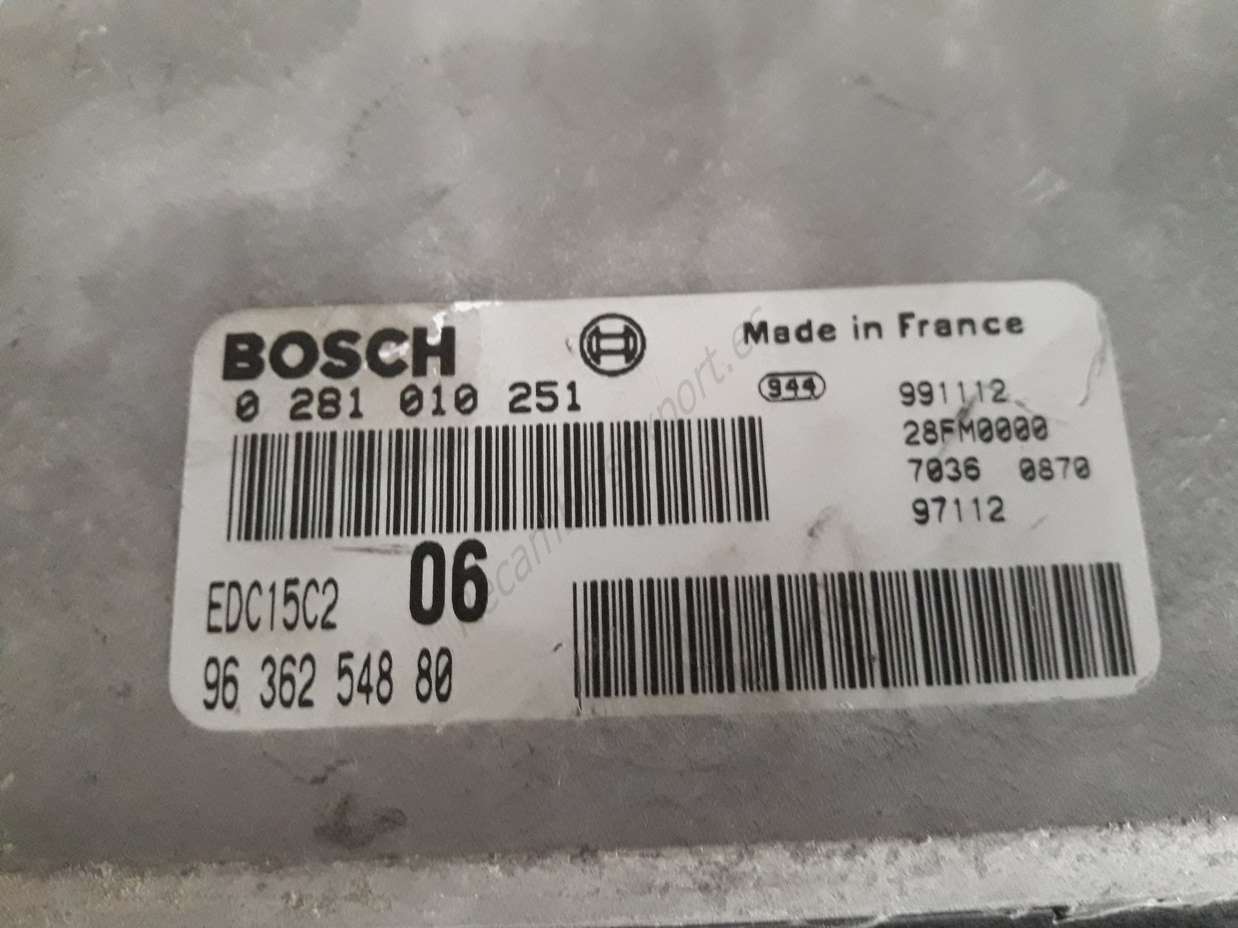 BOSCH
Made in France
0 281 010 251
944
991112
28FM0000
7036 0870
97112
EDC15C2 06
96 362 548 80